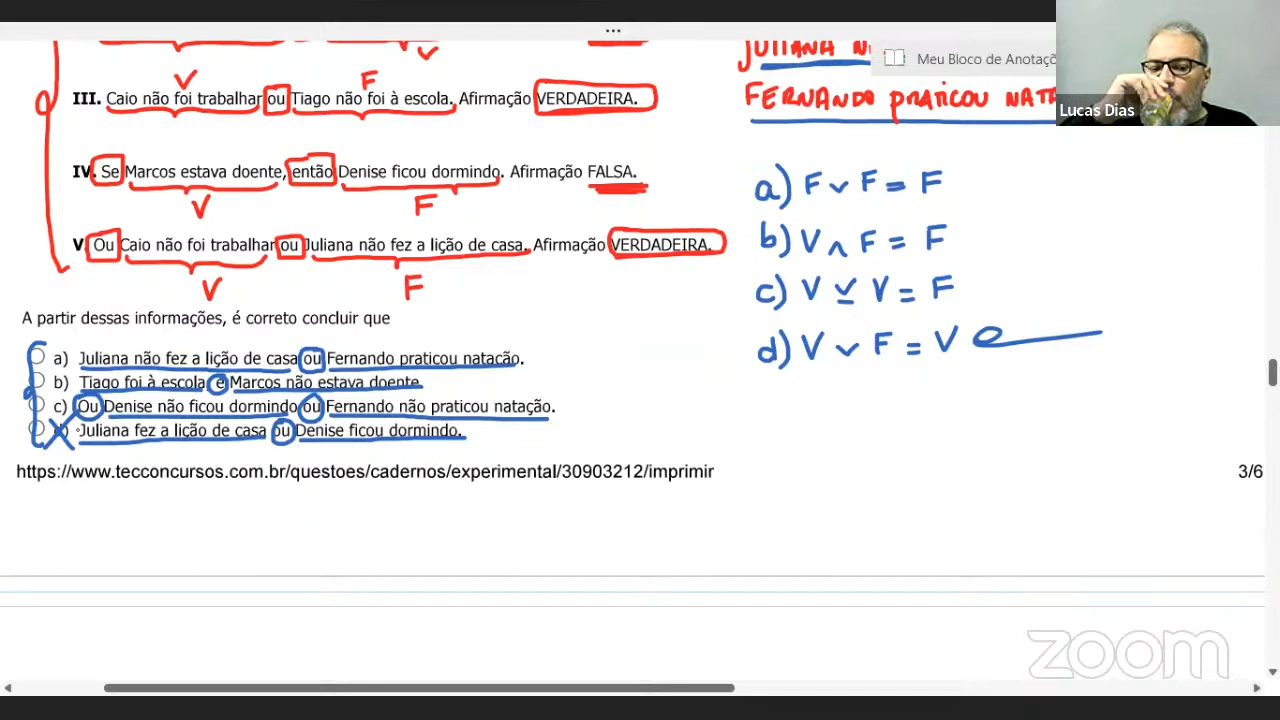 ...
JULIANA
Meu Bloco de Anotaçõ
V
V F
III. Caio não foi trabalhar ou Tiago não foi à escola. Afirmação VERDADEIRA.
FERNANDO PRATICOU
Lucas Dias
IV. Se Marcos estava doente, então Denise ficou dormindo. Afirmação FALSA.
V F
V. Ou Caio não foi trabalhar ou Juliana não fez a lição de casa. Afirmação VERDADEIRA.
V F
a) F ∨ F = F
b) V ∧ F = F
c) V ⊻ V = F
d) V ∨ F = V
A partir dessas informações, é correto concluir que
a) Juliana não fez a lição de casa ou Fernando praticou natação.
b) Tiago foi à escola e Marcos não estava doente.
c) Ou Denise não ficou dormindo ou Fernando não praticou natação.
X Juliana fez a lição de casa ou Denise ficou dormindo.
https://www.tecconcursos.com.br/questoes/cadernos/experimental/30903212/imprimir
3/6
zoom